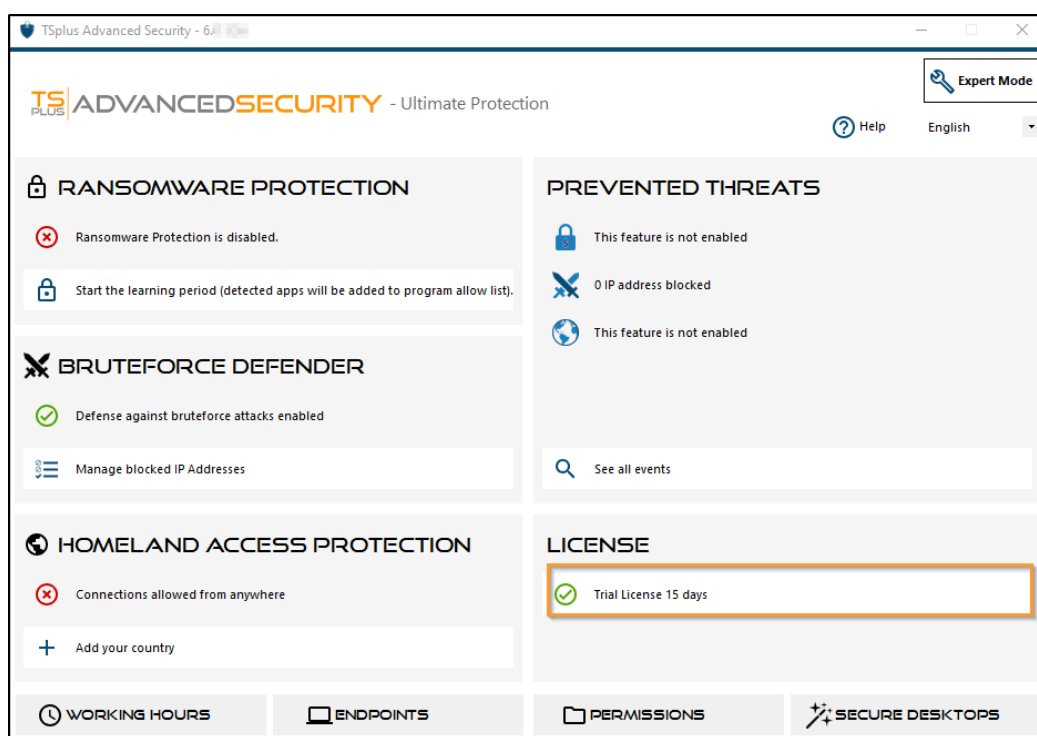 TSplus Advanced Security - 6.
Expert Mode
TS PLUS ADVANCEDSECURITY - Ultimate Protection
Help
English
RANSOMWARE PROTECTION
Ransomware Protection is disabled.
Start the learning period (detected apps will be added to program allow list).
BRUTEFORCE DEFENDER
Defense against bruteforce attacks enabled
Manage blocked IP Addresses
HOMELAND ACCESS PROTECTION
Connections allowed from anywhere
Add your country
PREVENTED THREATS
This feature is not enabled
0 IP address blocked
This feature is not enabled
See all events
LICENSE
Trial License 15 days
WORKING HOURS
ENDPOINTS
PERMISSIONS
SECURE DESKTOPS